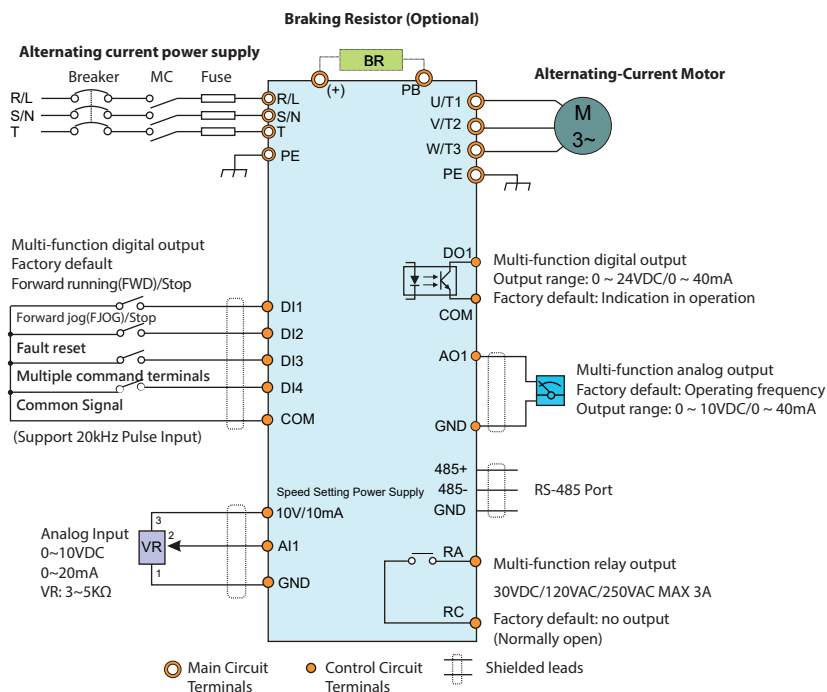 Braking Resistor (Optional)
Alternating current power supply
Breaker MC Fuse
BR
(+) PB
Alternating-Current Motor
R/L
S/N
T
R/L
S/N
T
PE
U/T1
V/T2
W/T3
PE
M
3~
Multi-function digital output
Factory default
Forward running(FWD)/Stop
Forward jog(FJOG)/Stop
Fault reset
Multiple command terminals
Common Signal
(Support 20kHz Pulse Input)
DI1
DI2
DI3
DI4
COM
DO1
COM
Multi-function digital output
Output range: 0 ~ 24VDC/0 ~ 40mA
Factory default: Indication in operation
AO1
GND
Multi-function analog output
Factory default: Operating frequency
Output range: 0 ~ 10VDC/0 ~ 40mA
485+
485-
GND
RS-485 Port
Speed Setting Power Supply
10V/10mA
AI1
GND
Analog Input
0~10VDC
0~20mA
VR: 3~5KΩ
3
2
VR
1
RA
RC
Multi-function relay output
30VDC/120VAC/250VAC MAX 3A
Factory default: no output
(Normally open)
Main Circuit
Terminals
Control Circuit
Terminals
Shielded leads